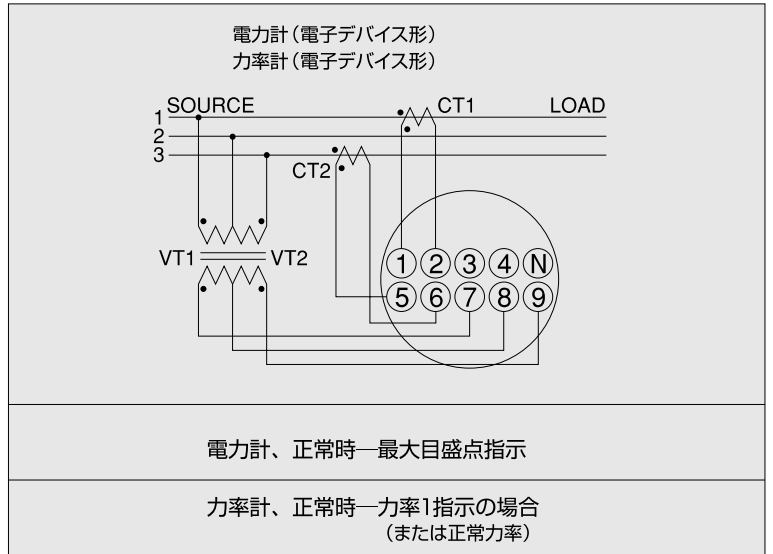 電力計(電子デバイス形)
力率計(電子デバイス形)
SOURCE
CT1
LOAD
1
2
3
CT2
VT1
VT2
1 2 3 4 N
5 6 7 8 9
電力計、正常時―最大目盛点指示
力率計、正常時―力率1指示の場合
(または正常力率)